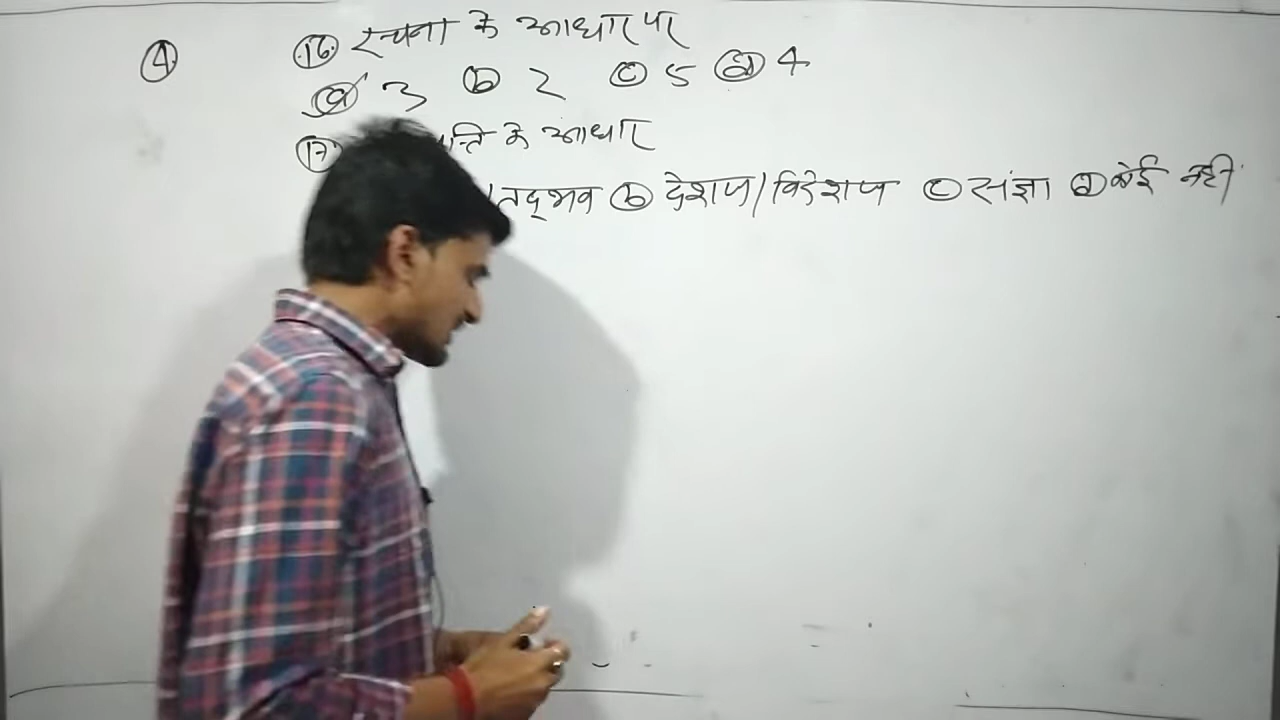 ④ ⑯ रचना के आधार पर
ⓐ 3 ⓑ 2 ⓒ 5 ⓓ 4
⑰ त्ति के आधार
/तद्भव ⓑ देशज/विदेशज ⓒ संज्ञा ⓓ कोई नहीं